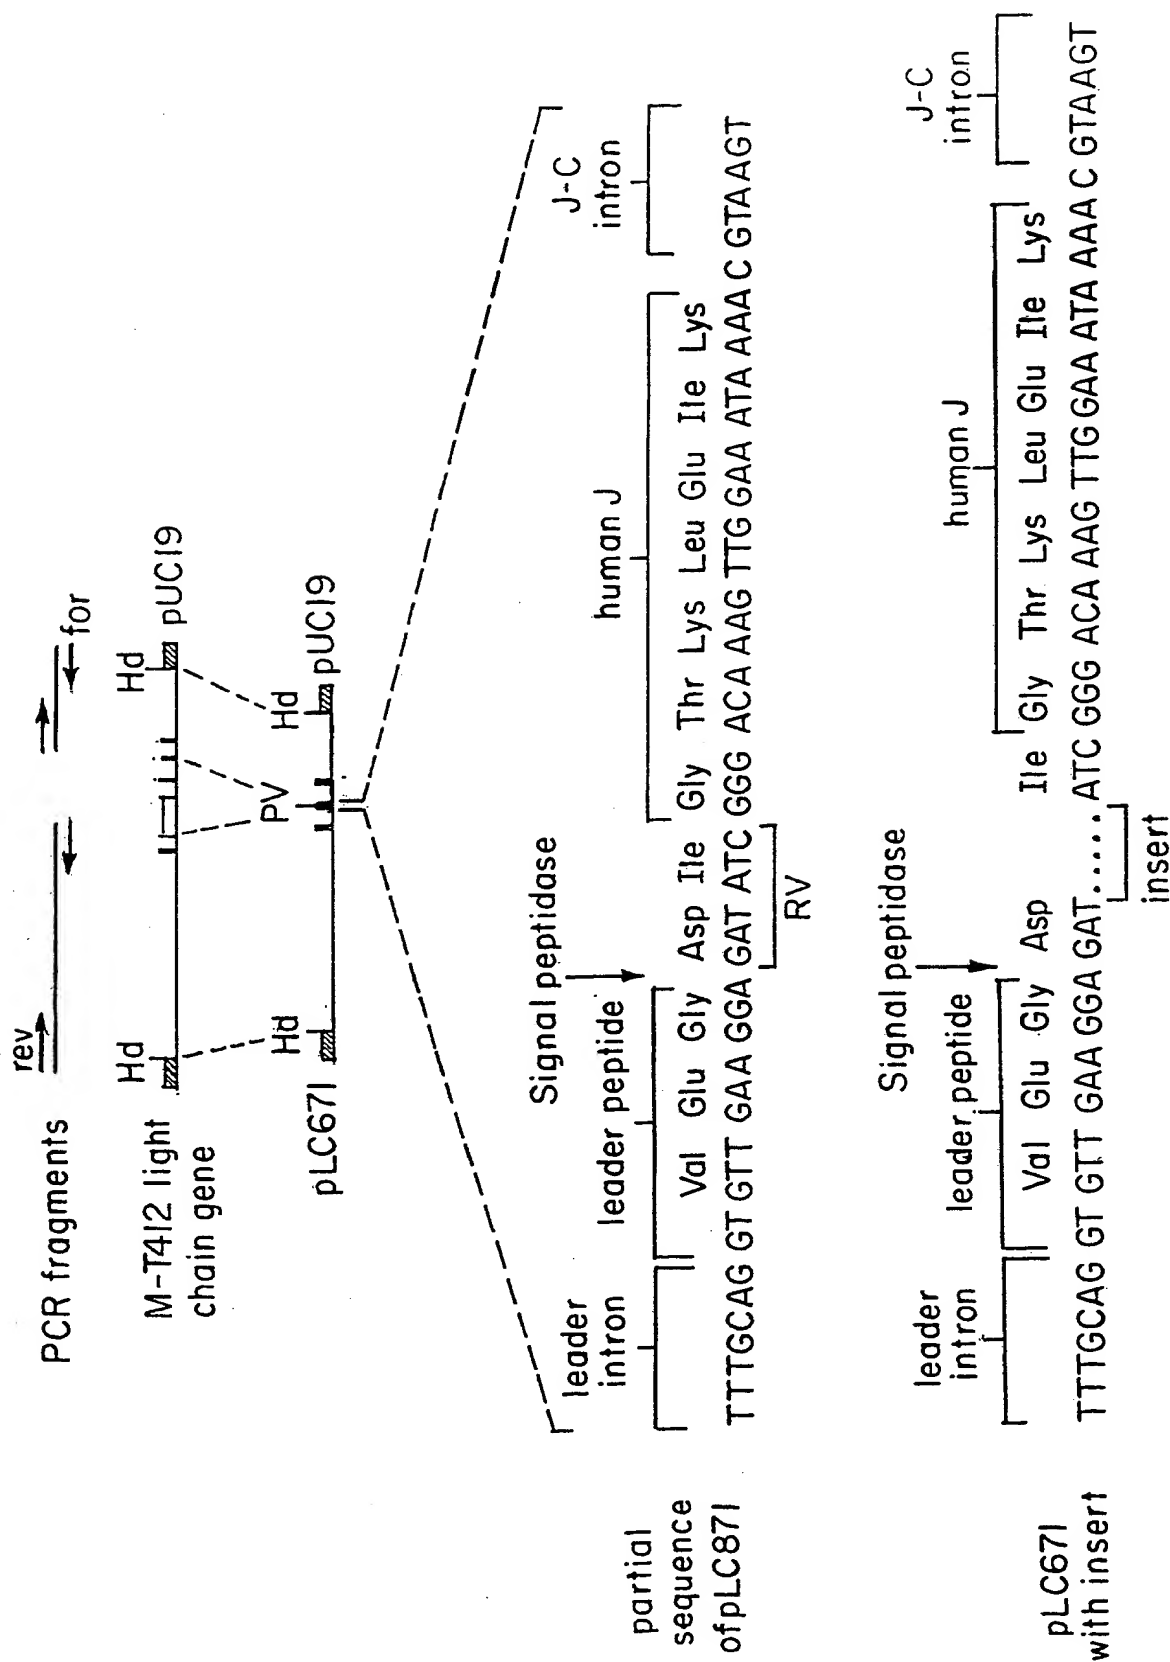 PCR fragments
rev
for
M-T412 light
chain gene
Hd
Hd
pUC19
pLC671
Hd
PV
Hd
pUC19
partial
sequence
of pLC871
leader
intron
leader peptide
Signal peptidase
human J
J-C
intron
Val Glu Gly Asp Ile Gly Thr Lys Leu Glu Ile Lys
TTTGCAG GT GTT GAA GGA GAT ATC GGG ACA AAG TTG GAA ATA AAA C GTAAGT
RV
pLC671
with insert
leader
intron
leader peptide
Signal peptidase
human J
J-C
intron
Val Glu Gly Asp Ile Gly Thr Lys Leu Glu Ile Lys
TTTGCAG GT GTT GAA GGA GAT......ATC GGG ACA AAG TTG GAA ATA AAA C GTAAGT
insert